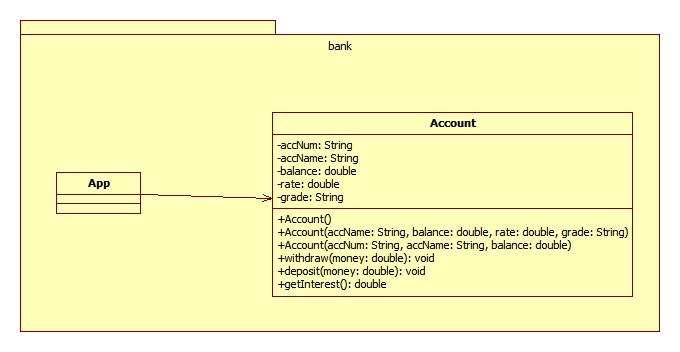 bank
App
Account
-accNum: String
-accName: String
-balance: double
-rate: double
-grade: String
+Account()
+Account(accName: String, balance: double, rate: double, grade: String)
+Account(accNum: String, accName: String, balance: double)
+withdraw(money: double): void
+deposit(money: double): void
+getInterest(): double